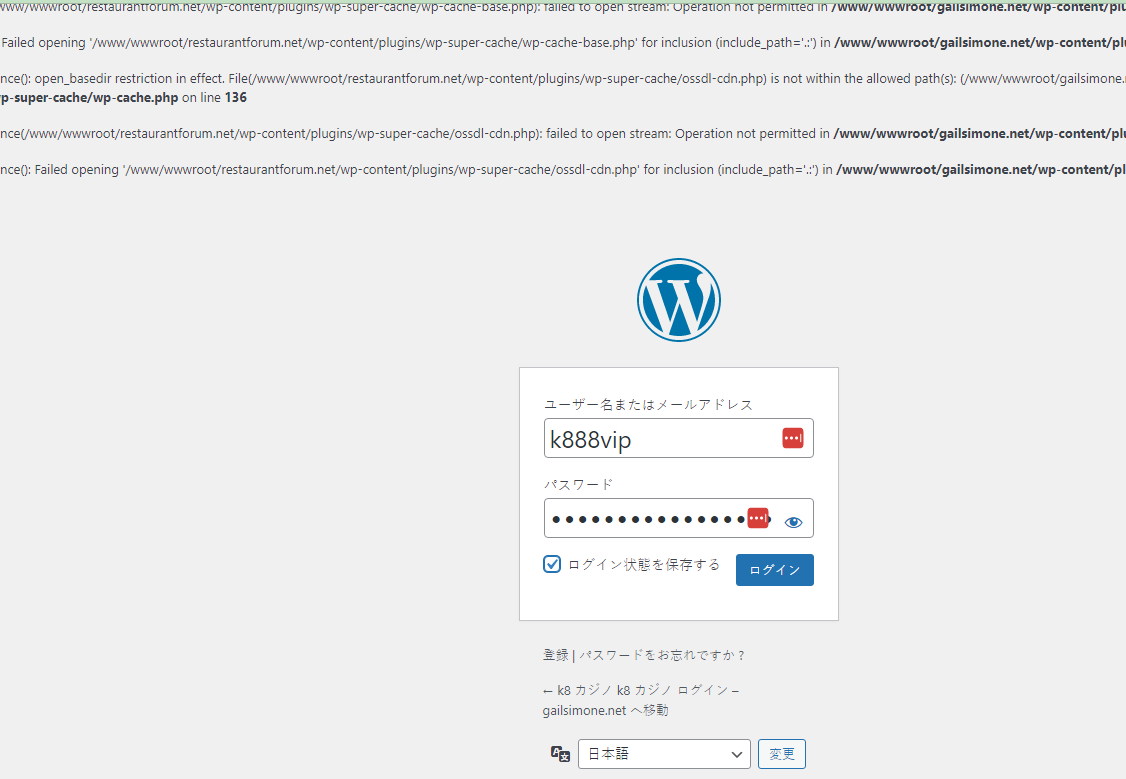 www/wwwroot/restaurantforum.net/wp-content/plugins/wp-super-cache/wp-cache-base.php): failed to open stream: Operation not permitted in /www/wwwroot/gailsimone.net/wp-content/plu
Failed opening '/www/wwwroot/restaurantforum.net/wp-content/plugins/wp-super-cache/wp-cache-base.php' for inclusion (include_path='.:') in /www/wwwroot/gailsimone.net/wp-content/pl
nce(): open_basedir restriction in effect. File(/www/wwwroot/restaurantforum.net/wp-content/plugins/wp-super-cache/ossdl-cdn.php) is not within the allowed path(s): (/www/wwwroot/gailsimone.
p-super-cache/wp-cache.php on line 136
nce(/www/wwwroot/restaurantforum.net/wp-content/plugins/wp-super-cache/ossdl-cdn.php): failed to open stream: Operation not permitted in /www/wwwroot/gailsimone.net/wp-content/plu
nce(): Failed opening '/www/wwwroot/restaurantforum.net/wp-content/plugins/wp-super-cache/ossdl-cdn.php' for inclusion (include_path='.:') in /www/wwwroot/gailsimone.net/wp-content/pl
ユーザー名またはメールアドレス
k888vip
パスワード
ログイン状態を保存する
ログイン
登録 | パスワードをお忘れですか ?
← k8 カジノ k8 カジノ ログイン –
gailsimone.net へ移動
日本語
変更